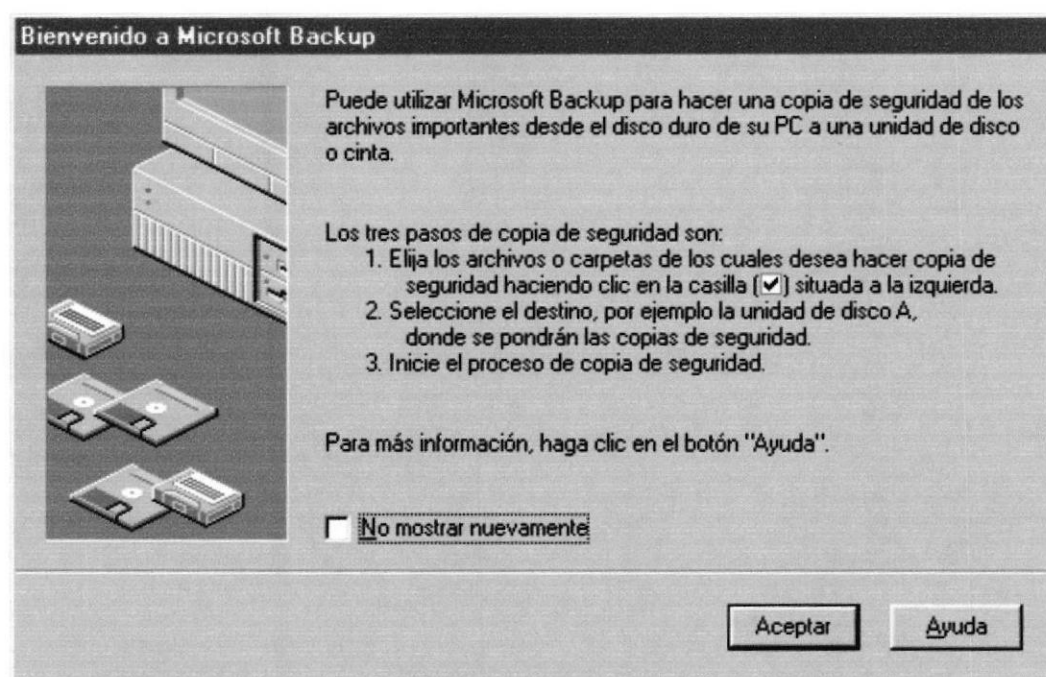 Bienvenido a Microsoft Backup
Puede utilizar Microsoft Backup para hacer una copia de seguridad de los
archivos importantes desde el disco duro de su PC a una unidad de disco
o cinta.
Los tres pasos de copia de seguridad son:
1. Elija los archivos o carpetas de los cuales desea hacer copia de
seguridad haciendo clic en la casilla (☑) situada a la izquierda.
2. Seleccione el destino, por ejemplo la unidad de disco A,
donde se pondrán las copias de seguridad.
3. Inicie el proceso de copia de seguridad.
Para más información, haga clic en el botón "Ayuda".
No mostrar nuevamente
Aceptar
Ayuda